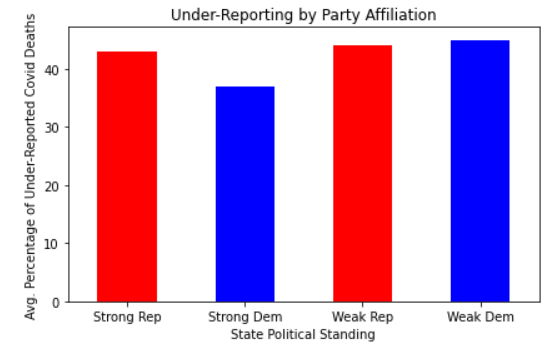 Under-Reporting by Party Affiliation
Avg. Percentage of Under-Reported Covid Deaths
40
30
20
10
0
Strong Rep Strong Dem Weak Rep Weak Dem
State Political Standing